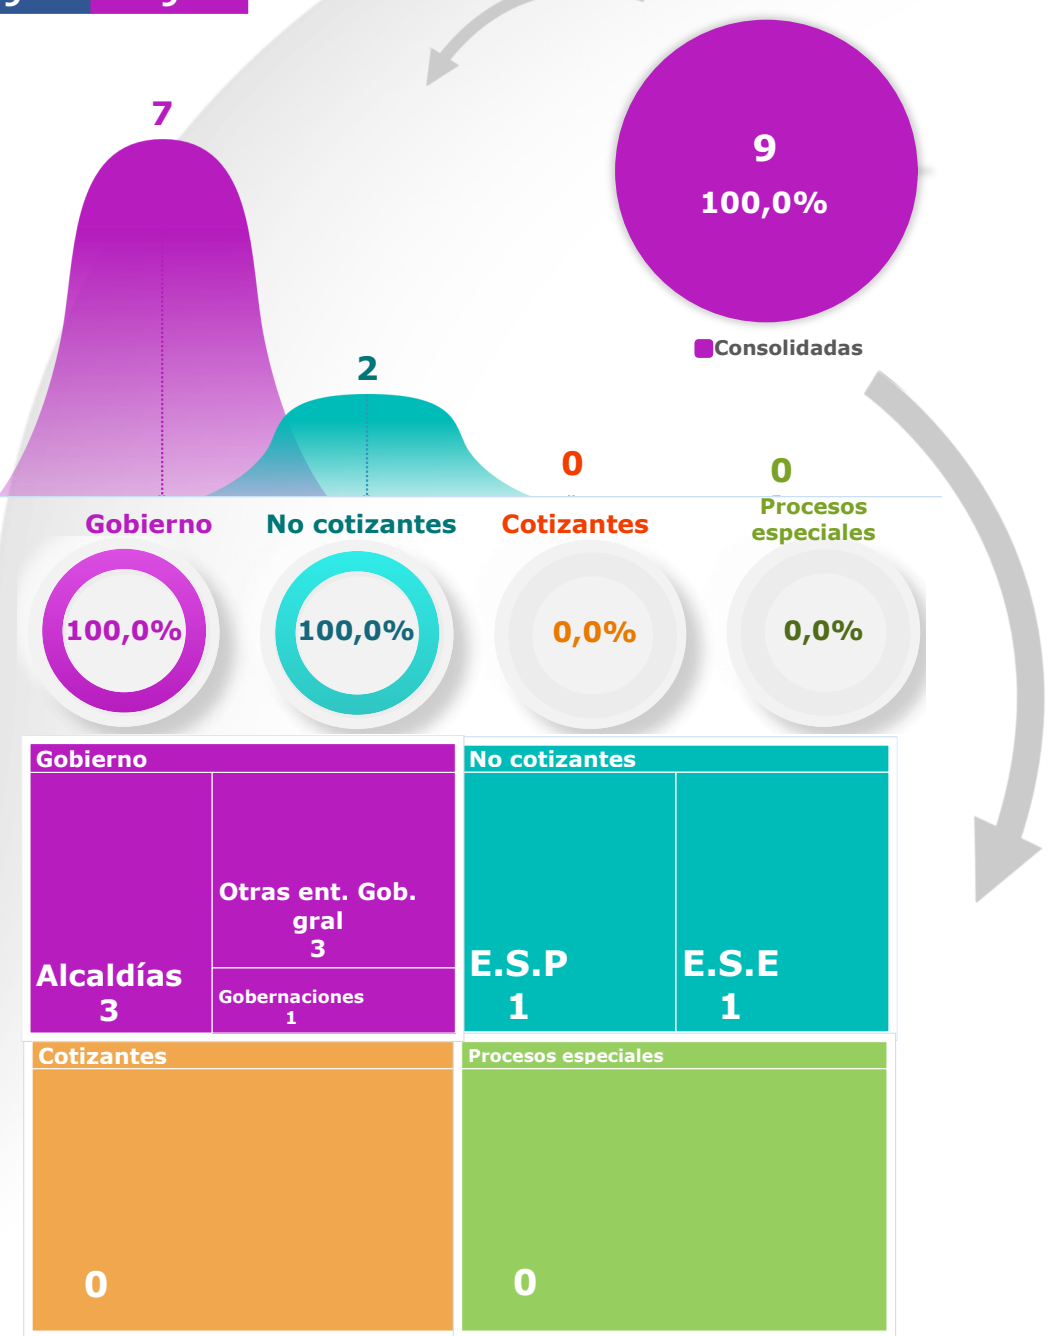 7
9
100,0%
Consolidadas
2
0
0
Gobierno
No cotizantes
Cotizantes
Procesos
especiales
100,0%
100,0%
0,0%
0,0%
Gobierno
Alcaldías
3
Otras ent. Gob.
gral
3
Gobernaciones
1
No cotizantes
E.S.P
1
E.S.E
1
Cotizantes
0
Procesos especiales
0